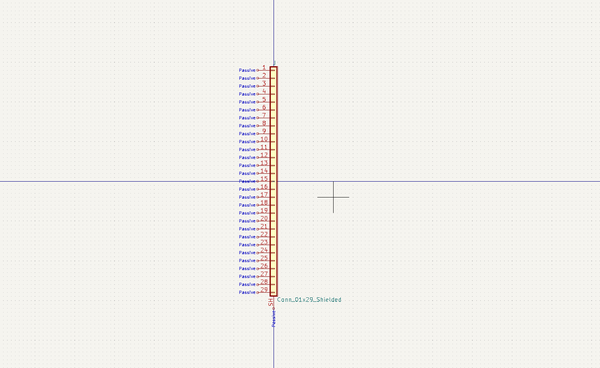 J
Passive 1
Passive 2
Passive 3
Passive 4
Passive 5
Passive 6
Passive 7
Passive 8
Passive 9
Passive 10
Passive 11
Passive 12
Passive 13
Passive 14
Passive 15
Passive 16
Passive 17
Passive 18
Passive 19
Passive 20
Passive 21
Passive 22
Passive 23
Passive 24
Passive 25
Passive 26
Passive 27
Passive 28
Passive 29
Conn_01x29_Shielded
SH
Passive